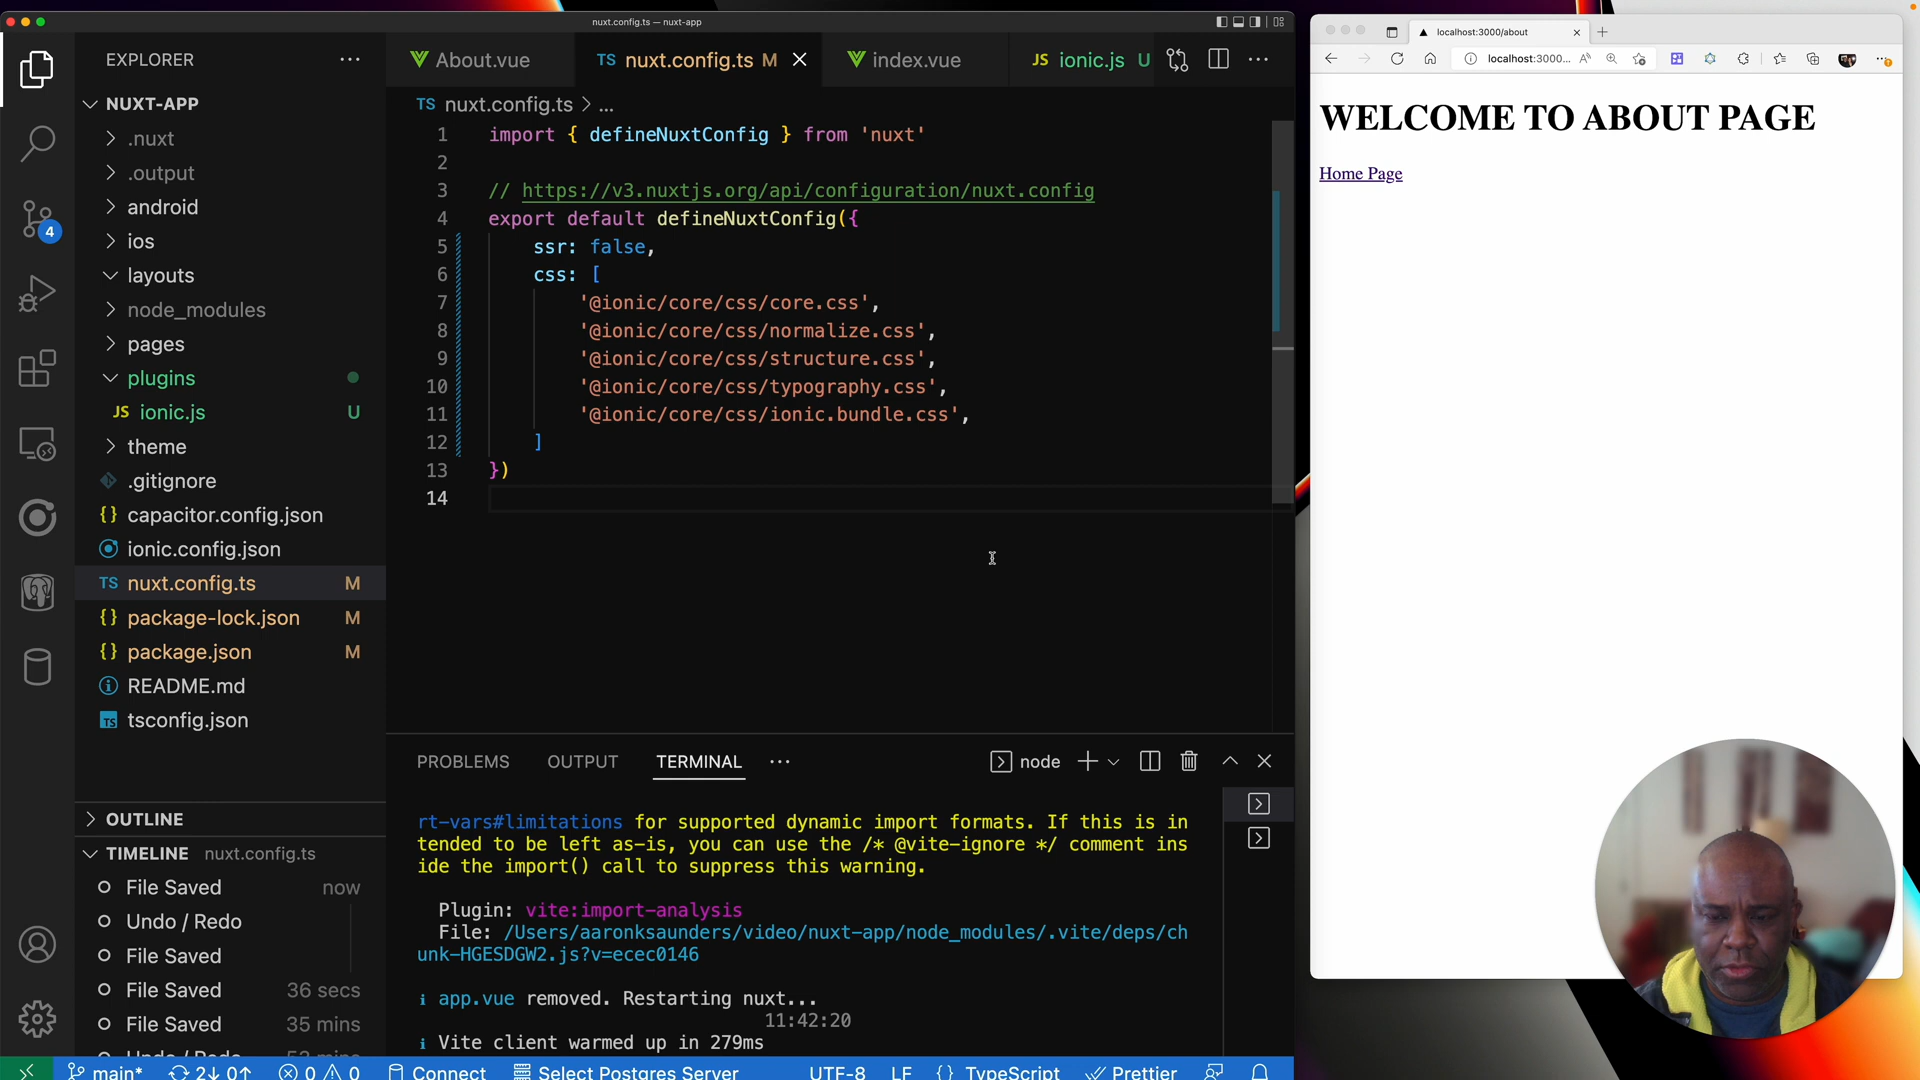 nuxt.config.ts — nuxt-app
EXPLORER
NUXT-APP
.nuxt
.output
android
ios
layouts
node_modules
pages
plugins
JS ionic.js U
theme
.gitignore
{} capacitor.config.json
ionic.config.json
TS nuxt.config.ts M
{} package-lock.json M
{} package.json M
README.md
TS tsconfig.json
OUTLINE
TIMELINE nuxt.config.ts
File Saved now
Undo / Redo
File Saved
File Saved 36 secs
File Saved 35 mins
4
About.vue
TS nuxt.config.ts M
index.vue
JS ionic.js U
TS nuxt.config.ts > ...
1 import { defineNuxtConfig } from 'nuxt'
2
3 // https://v3.nuxtjs.org/api/configuration/nuxt.config
4 export default defineNuxtConfig({
5 ssr: false,
6 css: [
7 '@ionic/core/css/core.css',
8 '@ionic/core/css/normalize.css',
9 '@ionic/core/css/structure.css',
10 '@ionic/core/css/typography.css',
11 '@ionic/core/css/ionic.bundle.css',
12 ]
13 })
14
PROBLEMS OUTPUT TERMINAL
node
rt-vars#limitations for supported dynamic import formats. If this is in
tended to be left as-is, you can use the /* @vite-ignore */ comment ins
ide the import() call to suppress this warning.
Plugin: vite:import-analysis
File: /Users/aaronksaunders/video/nuxt-app/node_modules/.vite/deps/ch
unk-HGESDGW2.js?v=ecec0146
i app.vue removed. Restarting nuxt...
11:42:20
i Vite client warmed up in 279ms
main* 2↓ 0↑ 0 0 Connect Select Postgres Server UTF-8 LF {} TypeScript Prettier
localhost:3000/about
localhost:3000...
WELCOME TO ABOUT PAGE
Home Page